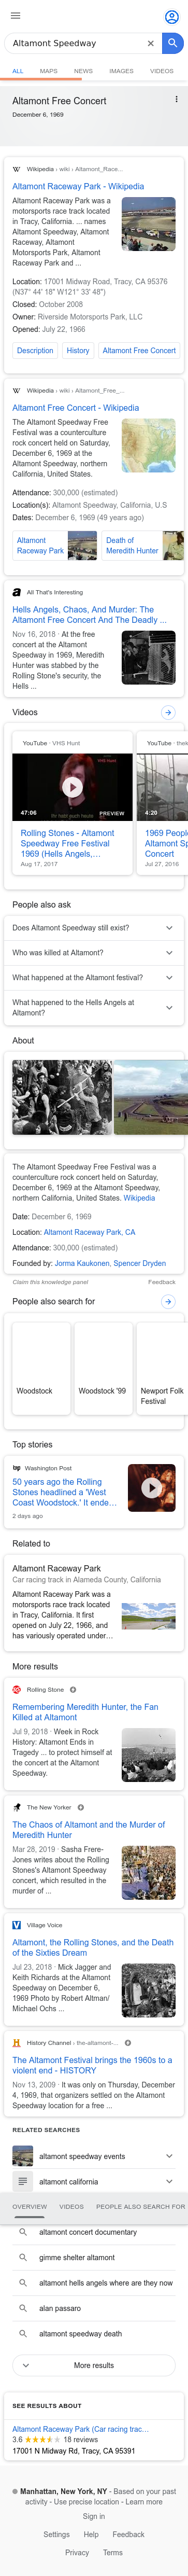 Altamont Speedway
ALL MAPS NEWS IMAGES VIDEOS
Altamont Free Concert
December 6, 1969
Wikipedia › wiki › Altamont_Race...
Altamont Raceway Park - Wikipedia
Altamont Raceway Park was a
motorsports race track located
in Tracy, California. ... names
Altamont Speedway, Altamont
Raceway, Altamont
Motorsports Park, Altamont
Raceway Park and ...
Location: 17001 Midway Road, Tracy, CA 95376
(N37° 44' 18" W121° 33' 48")
Closed: October 2008
Owner: Riverside Motorsports Park, LLC
Opened: July 22, 1966
Description History Altamont Free Concert
Wikipedia › wiki › Altamont_Free_...
Altamont Free Concert - Wikipedia
The Altamont Speedway Free
Festival was a counterculture
rock concert held on Saturday,
December 6, 1969 at the
Altamont Speedway, northern
California, United States.
Attendance: 300,000 (estimated)
Location(s): Altamont Speedway, California, U.S
Dates: December 6, 1969 (49 years ago)
Altamont
Raceway Park
Death of
Meredith Hunter
All That's Interesting
Hells Angels, Chaos, And Murder: The
Altamont Free Concert And The Deadly ...
Nov 16, 2018 · At the free
concert at the Altamont
Speedway in 1969, Meredith
Hunter was stabbed by the
Rolling Stone's security, the
Hells ...
Videos
YouTube · VHS Hunt
47:06
PREVIEW
Rolling Stones - Altamont
Speedway Free Festival
1969 (Hells Angels,...
Aug 17, 2017
YouTube
4:20
1969 People
Altamont Sp
Concert
Jul 27, 2016
People also ask
Does Altamont Speedway still exist?
Who was killed at Altamont?
What happened at the Altamont festival?
What happened to the Hells Angels at
Altamont?
About
The Altamont Speedway Free Festival was a
counterculture rock concert held on Saturday,
December 6, 1969 at the Altamont Speedway,
northern California, United States. Wikipedia
Date: December 6, 1969
Location: Altamont Raceway Park, CA
Attendance: 300,000 (estimated)
Founded by: Jorma Kaukonen, Spencer Dryden
Claim this knowledge panel Feedback
People also search for
Woodstock
Woodstock '99
Newport Folk
Festival
Top stories
Washington Post
50 years ago the Rolling
Stones headlined a 'West
Coast Woodstock.' It ende...
2 days ago
Related to
Altamont Raceway Park
Car racing track in Alameda County, California
Altamont Raceway Park was a
motorsports race track located
in Tracy, California. It first
opened on July 22, 1966, and
has variously operated under...
More results
Rolling Stone
Remembering Meredith Hunter, the Fan
Killed at Altamont
Jul 9, 2018 · Week in Rock
History: Altamont Ends in
Tragedy ... to protect himself at
the concert at the Altamont
Speedway.
The New Yorker
The Chaos of Altamont and the Murder of
Meredith Hunter
Mar 28, 2019 · Sasha Frere-
Jones writes about the Rolling
Stones's Altamont Speedway
concert, which resulted in the
murder of ...
Village Voice
Altamont, the Rolling Stones, and the Death
of the Sixties Dream
Jul 23, 2018 · Mick Jagger and
Keith Richards at the Altamont
Speedway on December 6,
1969 Photo by Robert Altman/
Michael Ochs ...
History Channel › the-altamont-...
The Altamont Festival brings the 1960s to a
violent end - HISTORY
Nov 13, 2009 · It was only on Thursday, December
4, 1969, that organizers settled on the Altamont
Speedway location for a free ...
RELATED SEARCHES
altamont speedway events
altamont california
OVERVIEW VIDEOS PEOPLE ALSO SEARCH FOR
altamont concert documentary
gimme shelter altamont
altamont hells angels where are they now
alan passaro
altamont speedway death
More results
SEE RESULTS ABOUT
Altamont Raceway Park (Car racing trac...
3.6 18 reviews
17001 N Midway Rd, Tracy, CA 95391
Manhattan, New York, NY - Based on your past
activity - Use precise location - Learn more
Sign in
Settings Help Feedback
Privacy Terms